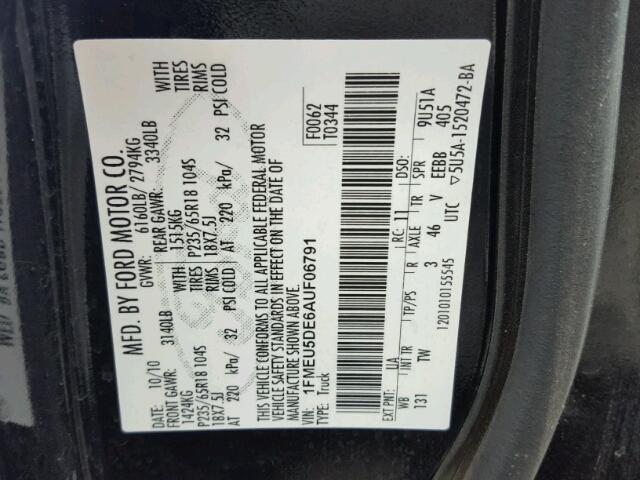 MFD. BY FORD MOTOR CO.
DATE: 10/10 GVWR: 6160LB/ 2794KG
FRONT GAWR: 3140LB REAR GAWR: 3340LB
1424KG 1515KG WITH
P235/65R18 104S P235/65R18 104S TIRES
18X7.5J RIMS 18X7.5J RIMS
AT 220 kPa/ 32 PSI COLD AT 220 kPa/ 32 PSI COLD
THIS VEHICLE CONFORMS TO ALL APPLICABLE FEDERAL MOTOR
VEHICLE SAFETY STANDARDS IN EFFECT ON THE DATE OF
MANUFACTURE SHOWN ABOVE.
VIN: 1FMEU5DE6AUF06791 F0062
TYPE: Truck T0344
EXT PNT: UA RC: 11 DSO:
WB INT TR TP/PS R AXLE TR SPR 9U51A
131 TW 3 46 V EEBB 405
1201010155545 UTC ▽5U5A-1520472-BA